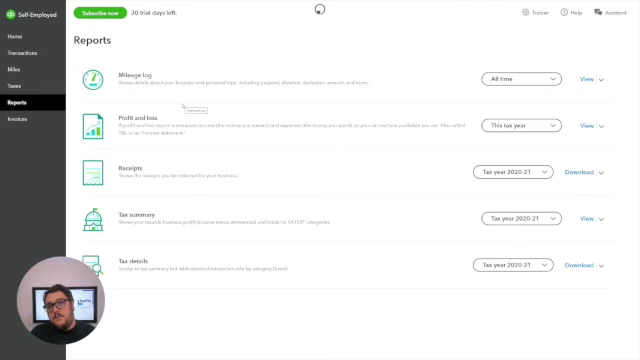 Self-Employed
Subscribe now
30 trial days left.
Trainer
Help
Assistant
Home
Transactions
Miles
Taxes
Reports
Invoices
Reports
Mileage log
Shows details about your business and personal trips, including purpose, distance, deduction amount, and more.
All time
View
Profit and loss
A profit and loss report summarizes income (the money you earned) and expenses (the money you spent), so you can see how profitable you are. Also called
P&L or an "income statement."
This tax year
View
Receipts
Shows the receipts you've collected for your business.
Tax year 2020-21
Download
Tax summary
Shows your taxable business profit (income minus allowances) and totals for SA103F categories.
Tax year 2020-21
View
Tax details
Similar to tax summary but adds detailed transaction info by category (Excel)
Tax year 2020-21
Download